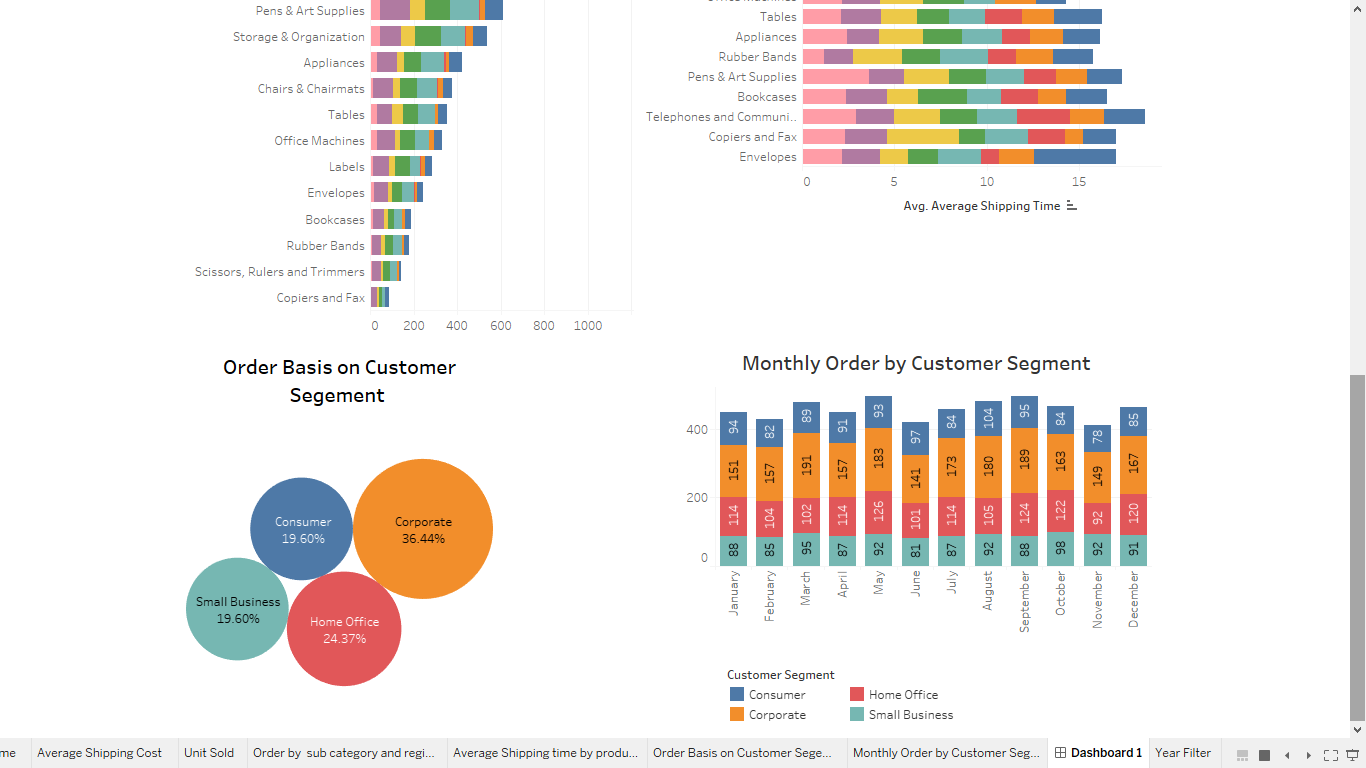 Pens & Art Supplies
Storage & Organization
Appliances
Chairs & Chairmats
Tables
Office Machines
Labels
Envelopes
Bookcases
Rubber Bands
Scissors, Rulers and Trimmers
Copiers and Fax
0 200 400 600 800 1000
Tables
Appliances
Rubber Bands
Pens & Art Supplies
Bookcases
Telephones and Communi..
Copiers and Fax
Envelopes
0 5 10 15
Avg. Average Shipping Time
Order Basis on Customer
Segement
Consumer
19.60%
Corporate
36.44%
Small Business
19.60%
Home Office
24.37%
Monthly Order by Customer Segment
400
200
0
94 82 89 91 93 97 84 104 95 84 78 85
151 157 191 157 183 141 173 180 189 163 149 167
114 104 102 114 126 101 114 105 124 122 92 120
88 85 95 87 92 81 87 92 88 98 92 91
January February March April May June July August September October November December
Customer Segment
Consumer
Home Office
Corporate
Small Business
me
Average Shipping Cost
Unit Sold
Order by sub category and regi...
Average Shipping time by produ...
Order Basis on Customer Sege...
Monthly Order by Customer Seg...
Dashboard 1
Year Filter